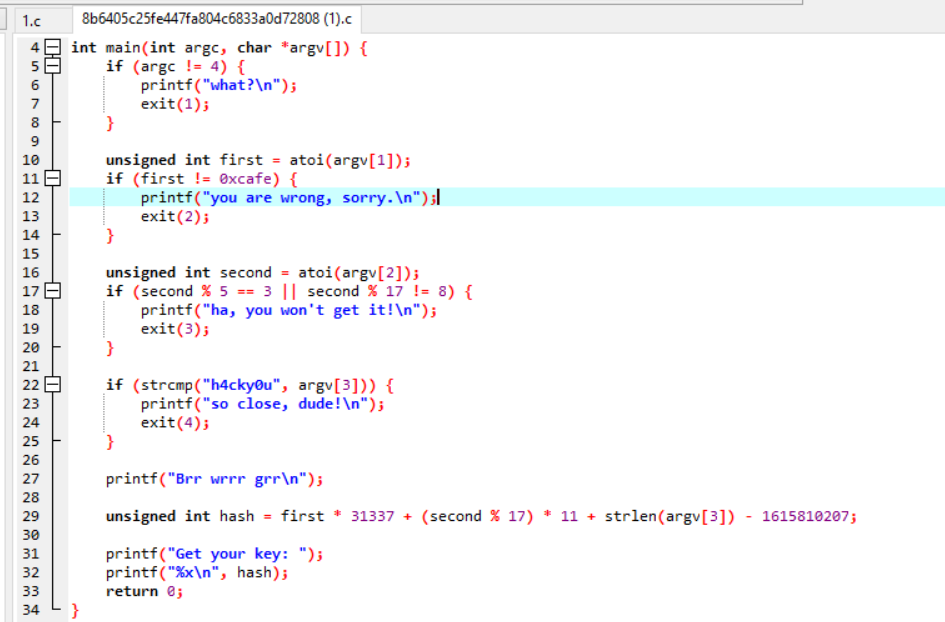 1.c 8b6405c25fe447fa804c6833a0d72808 (1).c
4 int main(int argc, char *argv[]) {
5 if (argc != 4) {
6 printf("what?\n");
7 exit(1);
8 }
9
10 unsigned int first = atoi(argv[1]);
11 if (first != 0xcafe) {
12 printf("you are wrong, sorry.\n");
13 exit(2);
14 }
15
16 unsigned int second = atoi(argv[2]);
17 if (second % 5 == 3 || second % 17 != 8) {
18 printf("ha, you won't get it!\n");
19 exit(3);
20 }
21
22 if (strcmp("h4cky0u", argv[3])) {
23 printf("so close, dude!\n");
24 exit(4);
25 }
26
27 printf("Brr wrrr grr\n");
28
29 unsigned int hash = first * 31337 + (second % 17) * 11 + strlen(argv[3]) - 1615810207;
30
31 printf("Get your key: ");
32 printf("%x\n", hash);
33 return 0;
34 }